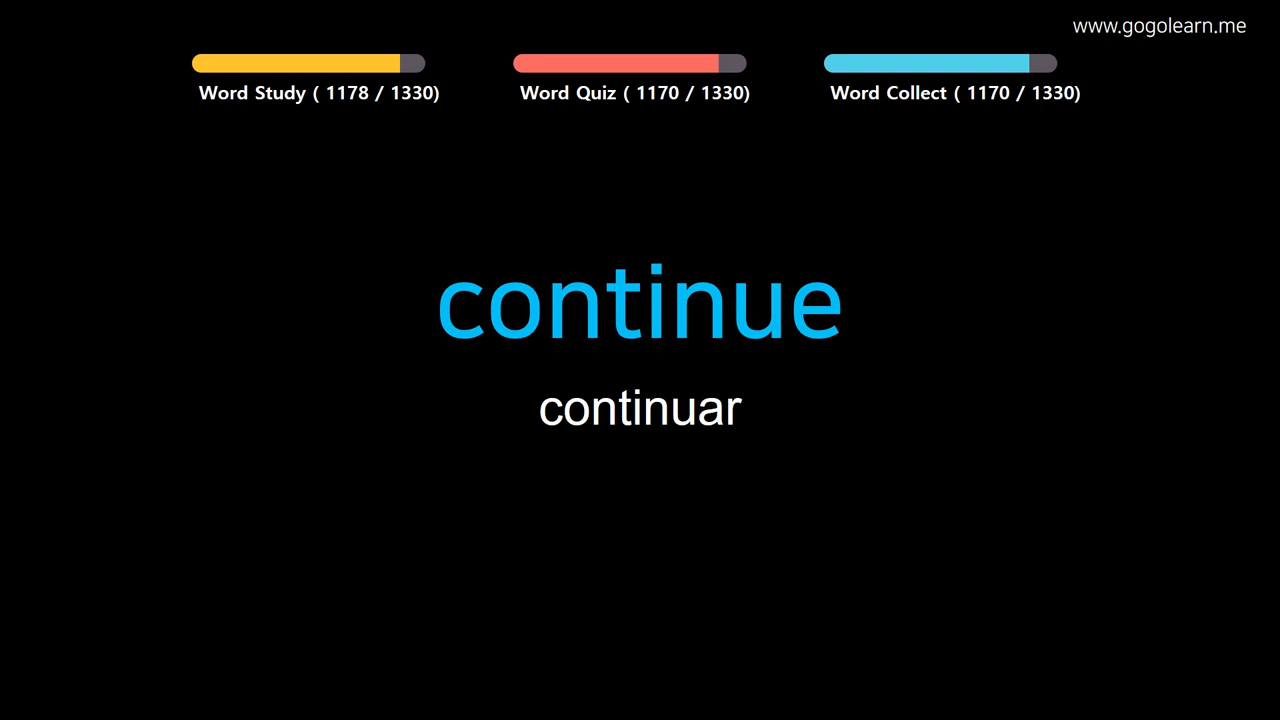 www.gogolearn.me
Word Study ( 1178 / 1330)
Word Quiz ( 1170 / 1330)
Word Collect ( 1170 / 1330)
continue
continuar